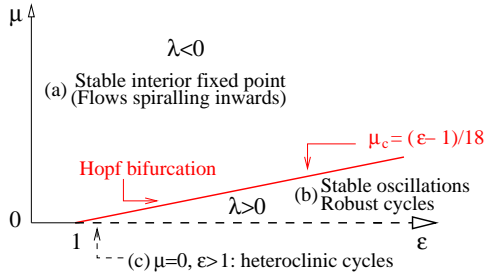 μ
λ<0
(a) Stable interior fixed point
(Flows spiralling inwards)
μc = (ε− 1)/18
Hopf bifurcation
(b) Stable oscillations
Robust cycles
λ>0
0
1
ε
(c) μ=0, ε>1: heteroclinic cycles